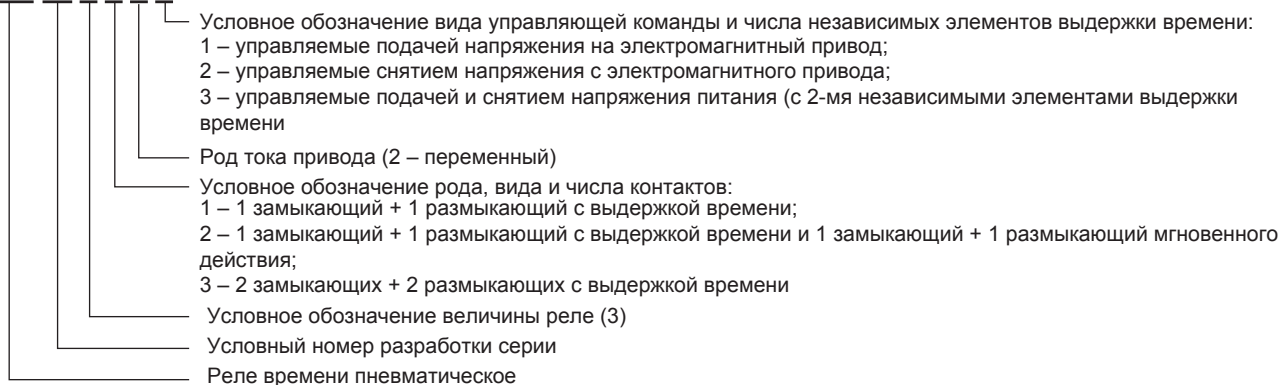 Условное обозначение вида управляющей команды и числа независимых элементов выдержки времени:
1 – управляемые подачей напряжения на электромагнитный привод;
2 – управляемые снятием напряжения с электромагнитного привода;
3 – управляемые подачей и снятием напряжения питания (с 2-мя независимыми элементами выдержки
времени
Род тока привода (2 – переменный)
Условное обозначение рода, вида и числа контактов:
1 – 1 замыкающий + 1 размыкающий с выдержкой времени;
2 – 1 замыкающий + 1 размыкающий с выдержкой времени и 1 замыкающий + 1 размыкающий мгновенного
действия;
3 – 2 замыкающих + 2 размыкающих с выдержкой времени
Условное обозначение величины реле (3)
Условный номер разработки серии
Реле времени пневматическое